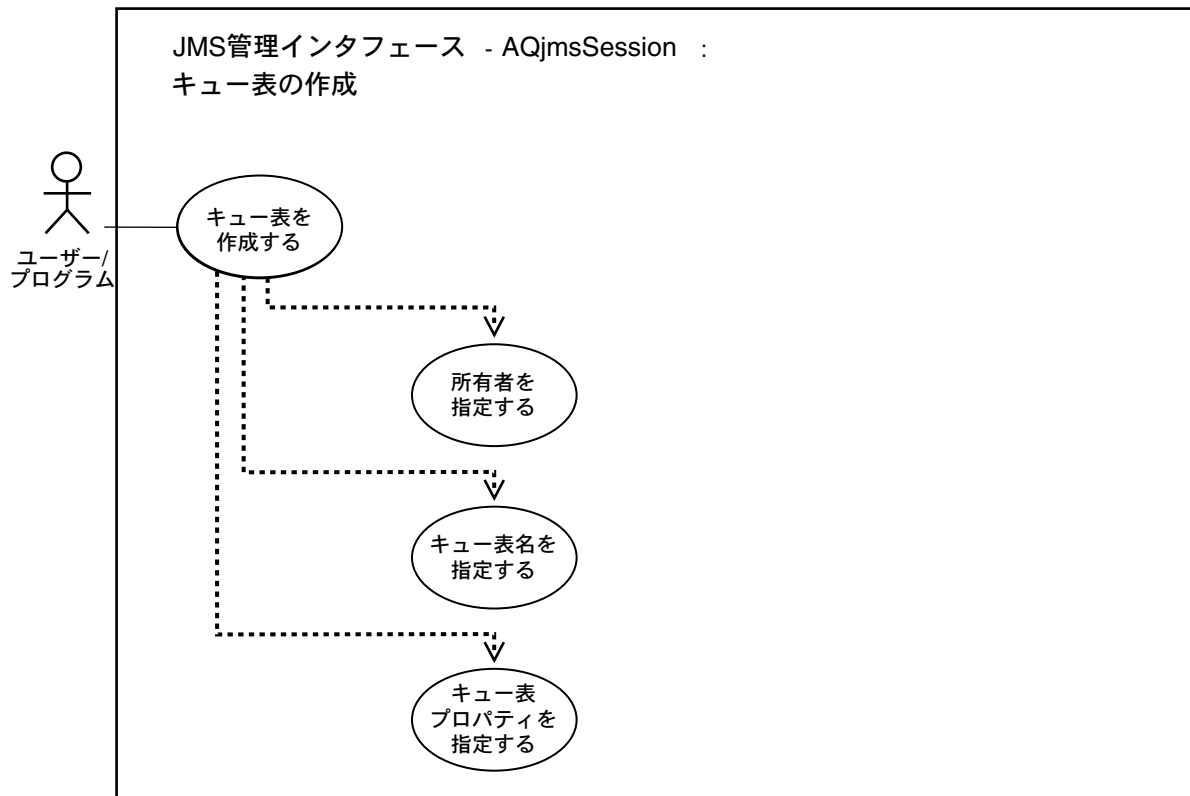 JMS管理インタフェース - AQjmsSession :
キュー表の作成
ユーザー/
プログラム
キュー表を
作成する
所有者を
指定する
キュー表名を
指定する
キュー表
プロパティを
指定する